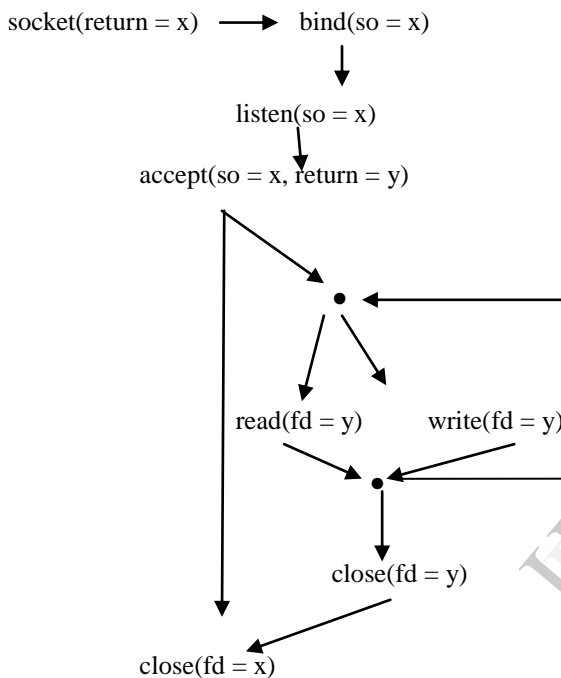 socket(return = x) bind(so = x)
listen(so = x)
accept(so = x, return = y)
read(fd = y) write(fd = y)
close(fd = y)
close(fd = x)